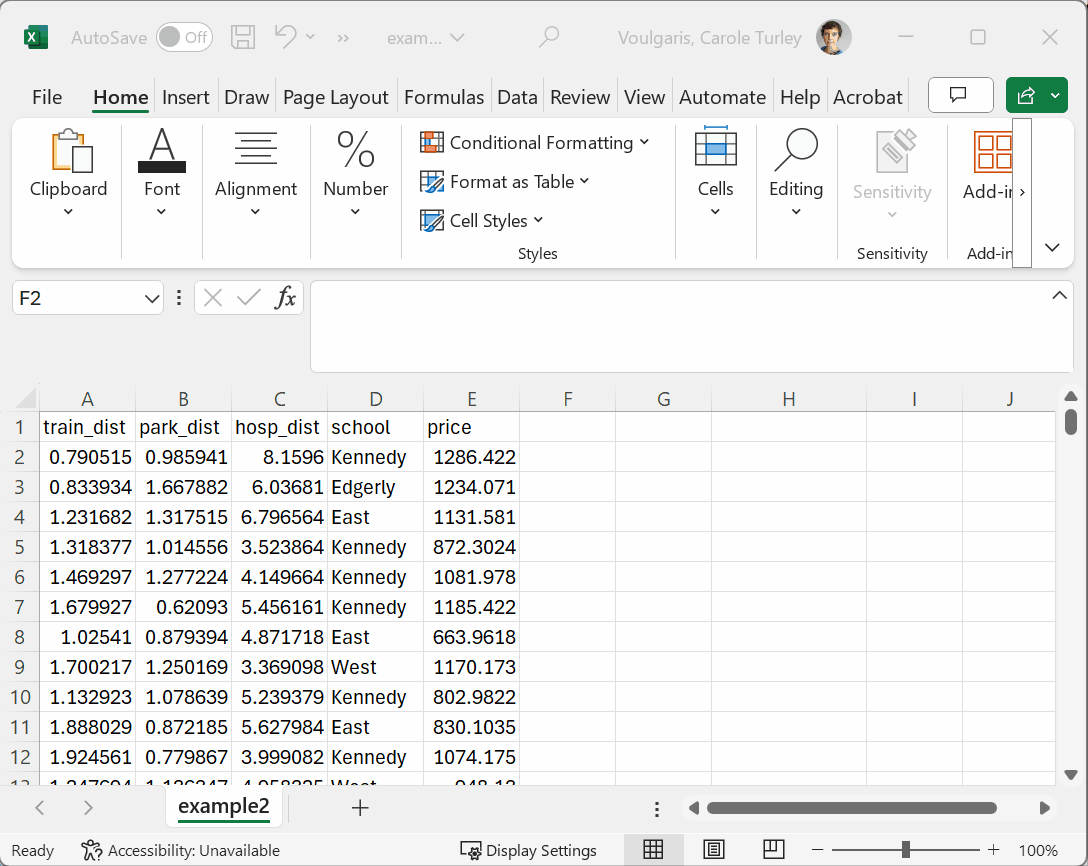 AutoSave Off exam... Voulgaris, Carole Turley
File Home Insert Draw Page Layout Formulas Data Review View Automate Help Acrobat
Clipboard Font Alignment Number
Conditional Formatting
Format as Table
Cell Styles
Styles
Cells Editing Sensitivity Add-in
Sensitivity Add-in
F2 fx
A B C D E F G H I J
1 train_dist park_dist hosp_dist school price
2 0.790515 0.985941 8.1596 Kennedy 1286.422
3 0.833934 1.667882 6.03681 Edgerly 1234.071
4 1.231682 1.317515 6.796564 East 1131.581
5 1.318377 1.014556 3.523864 Kennedy 872.3024
6 1.469297 1.277224 4.149664 Kennedy 1081.978
7 1.679927 0.62093 5.456161 Kennedy 1185.422
8 1.02541 0.879394 4.871718 East 663.9618
9 1.700217 1.250169 3.369098 West 1170.173
10 1.132923 1.078639 5.239379 Kennedy 802.9822
11 1.888029 0.872185 5.627984 East 830.1035
12 1.924561 0.779867 3.999082 Kennedy 1074.175
example2
Ready Accessibility: Unavailable Display Settings 100%